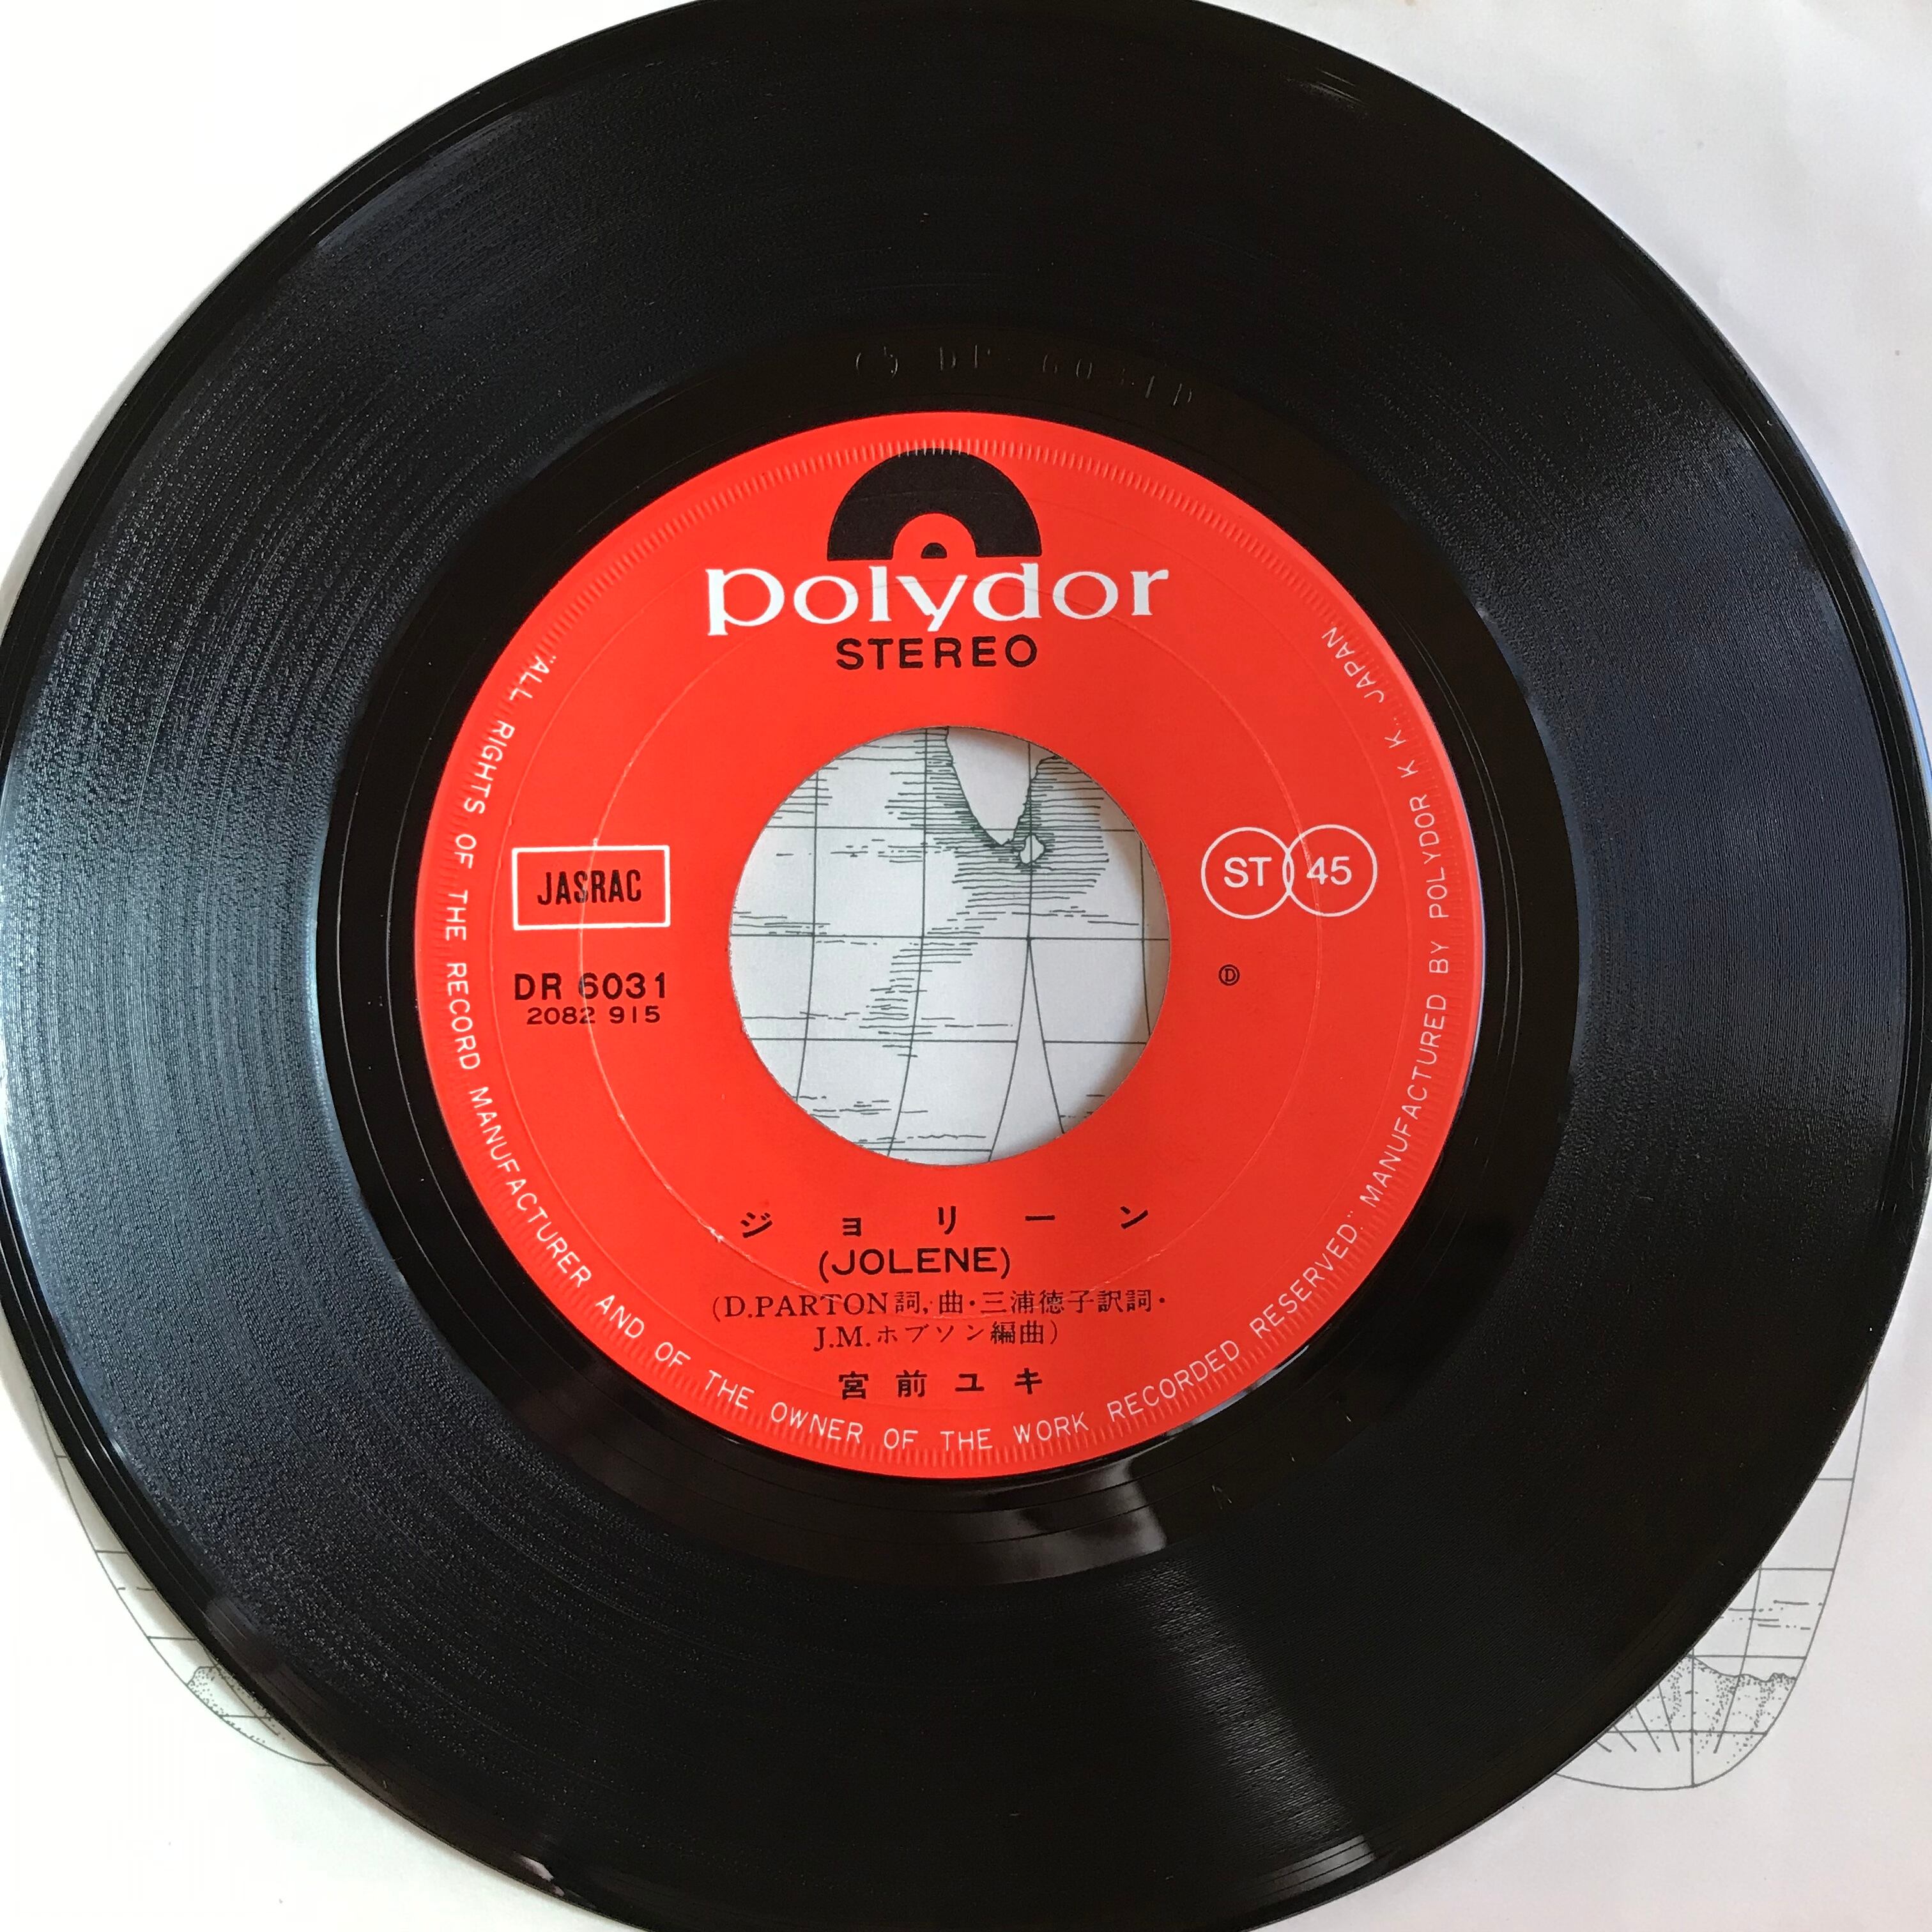 polydor
STEREO
JASRAC
ST 45
DR 6031
2082 915
Ⓓ
ジョリーン
(JOLENE)
(D.PARTON詞,曲・三浦徳子訳詞・
J.M.ホブソン編曲)
宮前ユキ
"ALL RIGHTS OF THE RECORD MANUFACTURER AND OF THE OWNER OF THE WORK RECORDED RESERVED." MANUFACTURED BY POLYDOR K.K., JAPAN